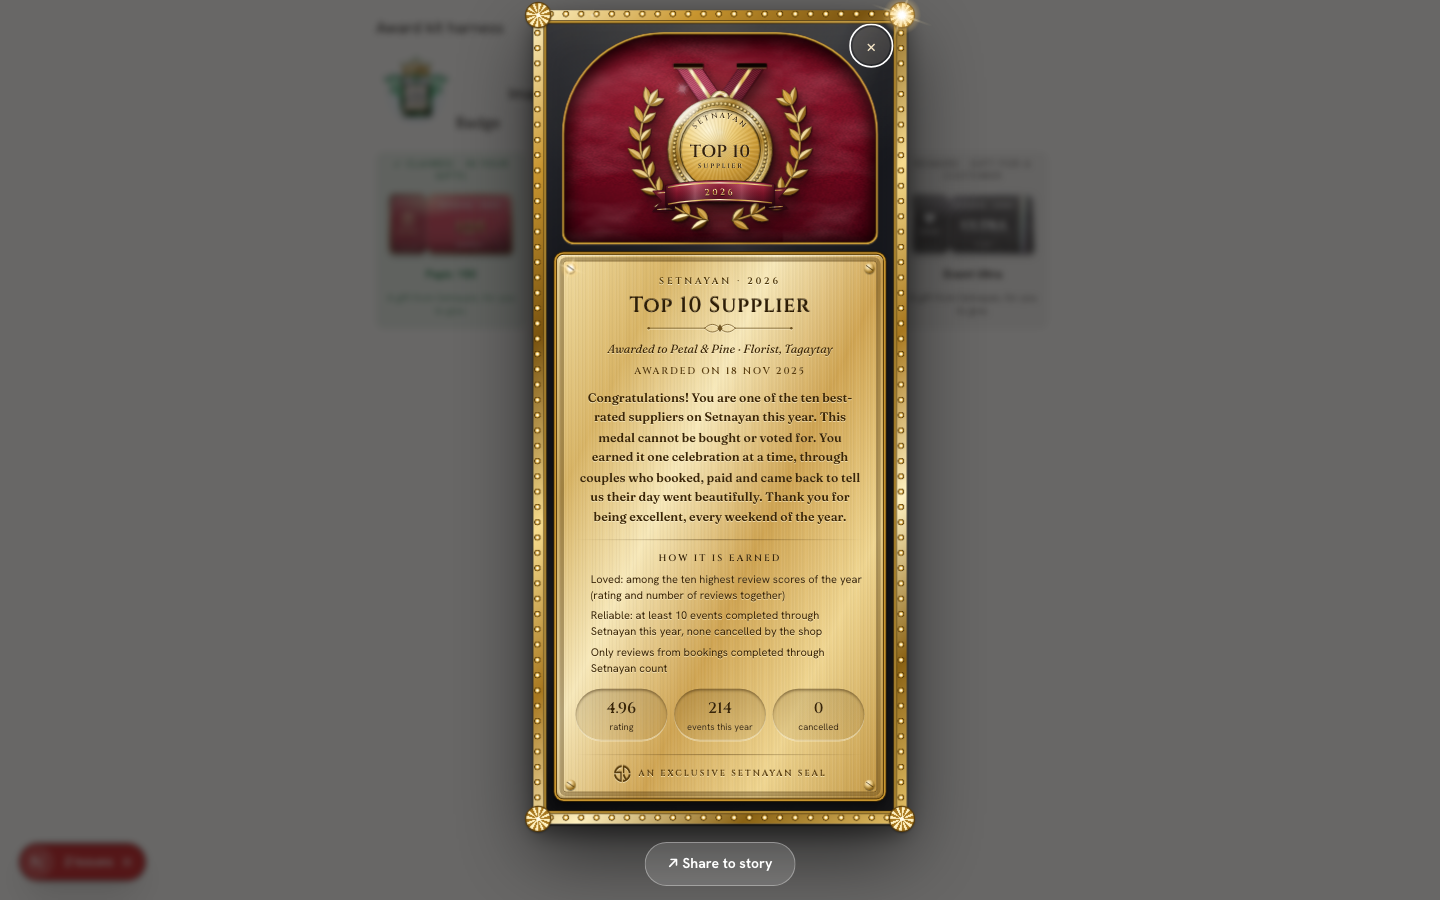 Award kit harness
Badge
×
SETNAYAN
TOP 10
SUPPLIER
2026
SETNAYAN · 2026
TOP 10 SUPPLIER
Awarded to Petal & Pine · Florist, Tagaytay
AWARDED ON 18 NOV 2025
Congratulations! You are one of the ten best-
rated suppliers on Setnayan this year. This
medal cannot be bought or voted for. You
earned it one celebration at a time, through
couples who booked, paid and came back to tell
us their day went beautifully. Thank you for
being excellent, every weekend of the year.
HOW IT IS EARNED
Loved: among the ten highest review scores of the year
(rating and number of reviews together)
Reliable: at least 10 events completed through
Setnayan this year, none cancelled by the shop
Only reviews from bookings completed through
Setnayan count
4.96
rating
214
events this year
0
cancelled
AN EXCLUSIVE SETNAYAN SEAL
↗ Share to story